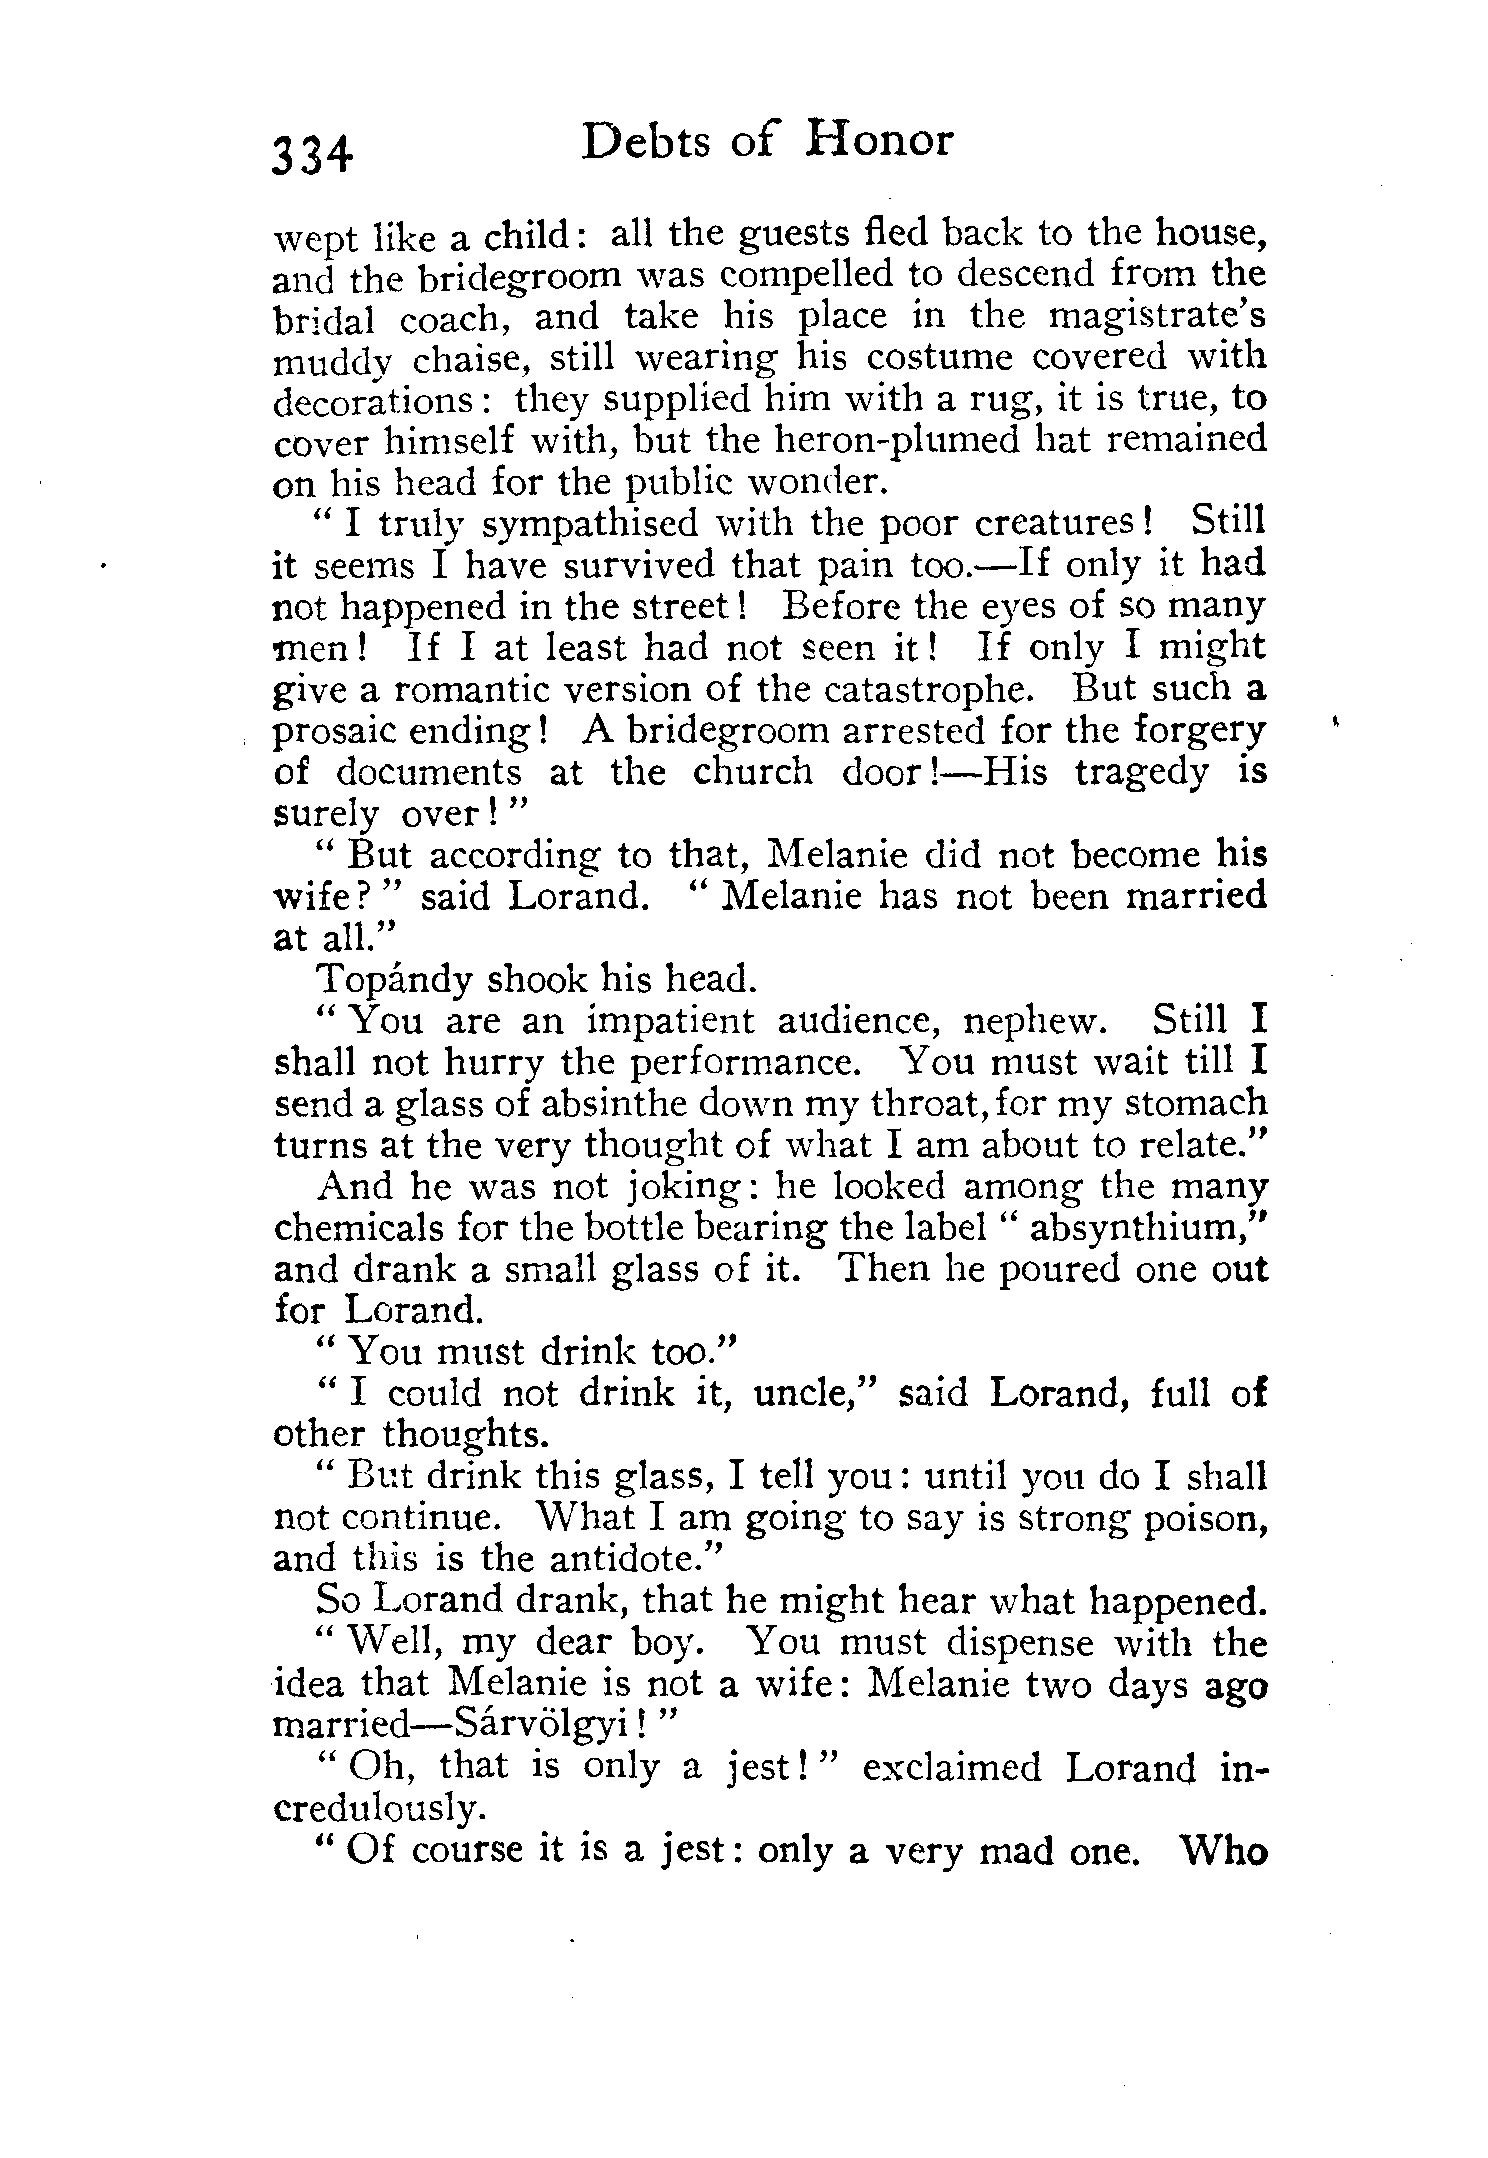 334 Debts of Honor
wept like a child: all the guests fled back to the house,
and the bridegroom was compelled to descend from the
bridal coach, and take his place in the magistrate's
muddy chaise, still wearing his costume covered with
decorations: they supplied him with a rug, it is true, to
cover himself with, but the heron-plumed hat remained
on his head for the public wonder.
"I truly sympathised with the poor creatures! Still
it seems I have survived that pain too.—If only it had
not happened in the street! Before the eyes of so many
men! If I at least had not seen it! If only I might
give a romantic version of the catastrophe. But such a
prosaic ending! A bridegroom arrested for the forgery
of documents at the church door!—His tragedy is
surely over!"
"But according to that, Melanie did not become his
wife?" said Lorand. "Melanie has not been married
at all."
Topándy shook his head.
"You are an impatient audience, nephew. Still I
shall not hurry the performance. You must wait till I
send a glass of absinthe down my throat, for my stomach
turns at the very thought of what I am about to relate."
And he was not joking: he looked among the many
chemicals for the bottle bearing the label "absynthium,"
and drank a small glass of it. Then he poured one out
for Lorand.
"You must drink too."
"I could not drink it, uncle," said Lorand, full of
other thoughts.
"But drink this glass, I tell you: until you do I shall
not continue. What I am going to say is strong poison,
and this is the antidote."
So Lorand drank, that he might hear what happened.
"Well, my dear boy. You must dispense with the
idea that Melanie is not a wife: Melanie two days ago
married—Sárvölgyi!"
"Oh, that is only a jest!" exclaimed Lorand in-
credulously.
"Of course it is a jest: only a very mad one. Who